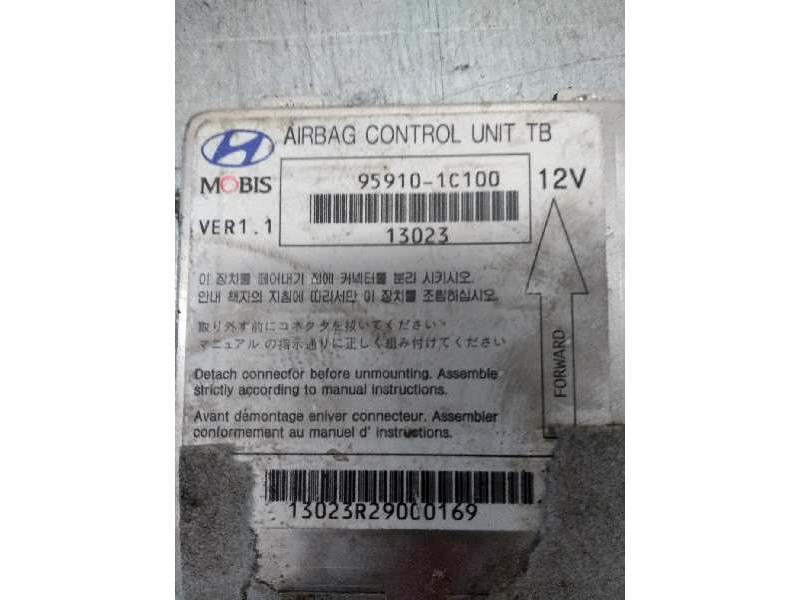 AIRBAG CONTROL UNIT TB
MOBIS
95910-1C100
12V
VER1.1
13023
이 장치를 떼어내기 전에 커넥터를 분리 시키시오.
안내 책자의 지침에 따라서만 이 장치를 조립하십시오.
取り外す前にコネクタを抜いてください
マニュアル の指示通りに正しく組み付けてください
FORWARD
Detach connector before unmounting. Assemble
strictly according to manual instructions.
Avant démontage enlver connecteur. Assembler
conformement au manuel d' instructions.
13023R29000169